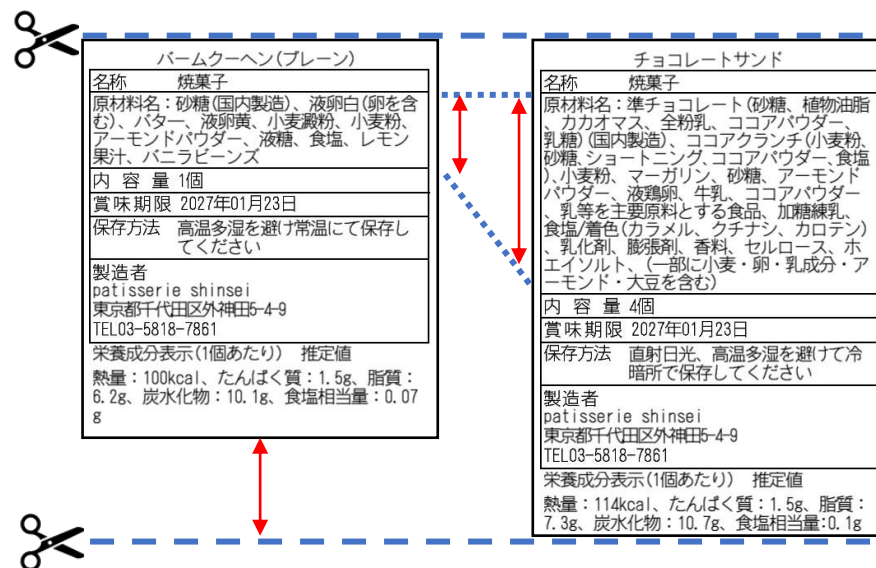 バームクーヘン(プレーン)
名称 焼菓子
原材料名：砂糖(国内製造)、液卵白(卵を含
む)、バター、液卵黄、小麦澱粉、小麦粉、
アーモンドパウダー、液糖、食塩、レモン
果汁、バニラビーンズ
内 容 量 1個
賞味期限 2027年01月23日
保存方法 高温多湿を避け常温にて保存し
てください
製造者
patisserie shinsei
東京都千代田区外神田5-4-9
TEL03-5818-7861
栄養成分表示(1個あたり) 推定値
熱量：100kcal、たんぱく質：1.5g、脂質：
6.2g、炭水化物：10.1g、食塩相当量：0.07
g
チョコレートサンド
名称 焼菓子
原材料名：準チョコレート(砂糖、植物油脂
、カカオマス、全粉乳、ココアパウダー、
乳糖)(国内製造)、ココアクランチ(小麦粉、
砂糖、ショートニング、ココアパウダー、食塩
)、小麦粉、マーガリン、砂糖、アーモンド
パウダー、液鶏卵、牛乳、ココアパウダー
、乳等を主要原料とする食品、加糖練乳、
食塩/着色(カラメル、クチナシ、カロテン)
、乳化剤、膨張剤、香料、セルロース、ホ
エイソルト、(一部に小麦・卵・乳成分・ア
ーモンド・大豆を含む)
内 容 量 4個
賞味期限 2027年01月23日
保存方法 直射日光、高温多湿を避けて冷
暗所で保存してください
製造者
patisserie shinsei
東京都千代田区外神田5-4-9
TEL03-5818-7861
栄養成分表示(1個あたり) 推定値
熱量：114kcal、たんぱく質：1.5g、脂質：
7.3g、炭水化物：10.7g、食塩相当量:0.1g